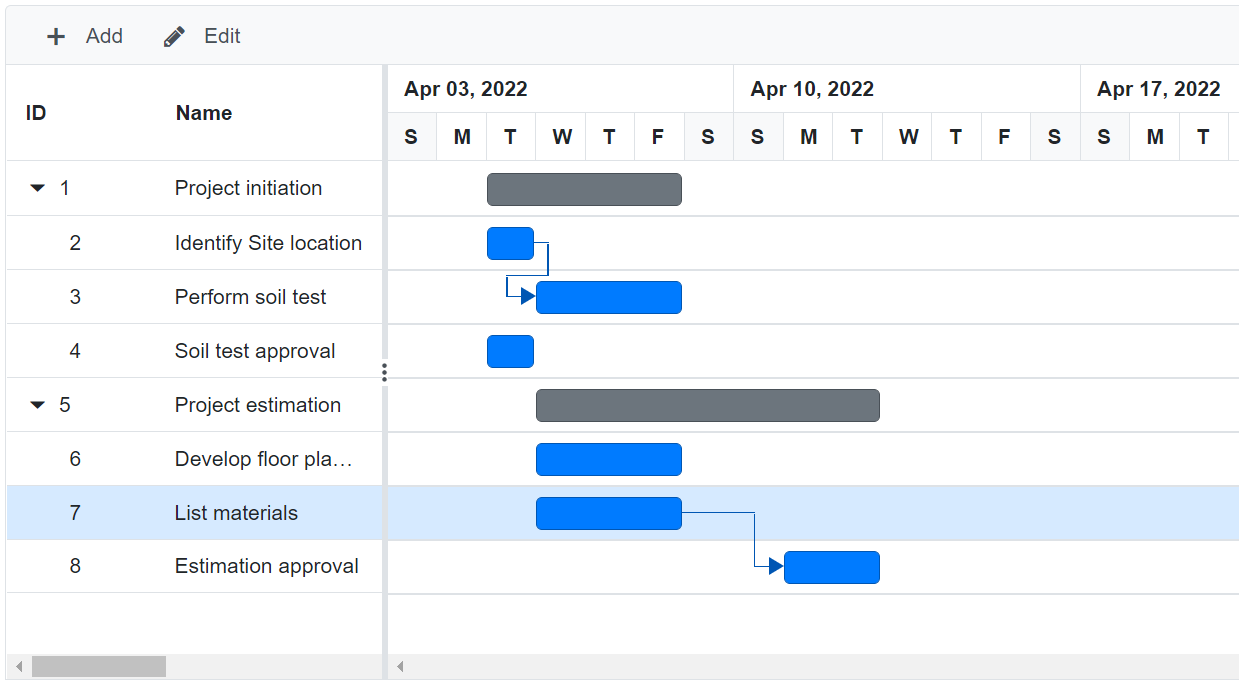 Add Edit
ID Name
Apr 03, 2022 Apr 10, 2022 Apr 17, 2022
S M T W T F S S M T W T F S S M T
1 Project initiation
2 Identify Site location
3 Perform soil test
4 Soil test approval
5 Project estimation
6 Develop floor pla…
7 List materials
8 Estimation approval